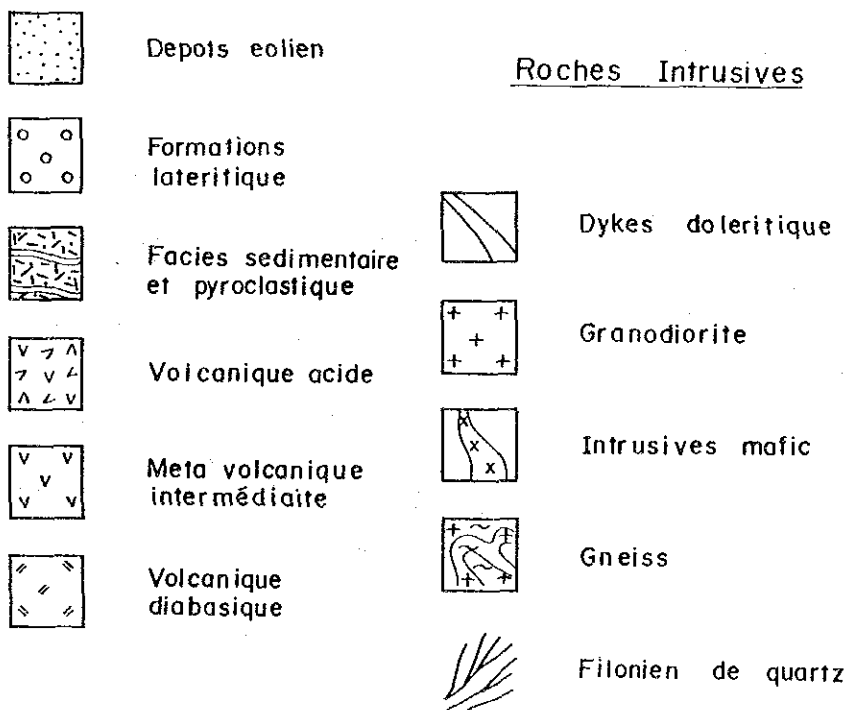 Depots eolien
Formations
lateritique
Facies sedimentaire
et pyroclastique
Volcanique acide
Meta volcanique
intermédiaite
Volcanique
diabasique
Roches Intrusives
Dykes doleritique
Granodiorite
Intrusives mafic
Gneiss
Filonien de quartz